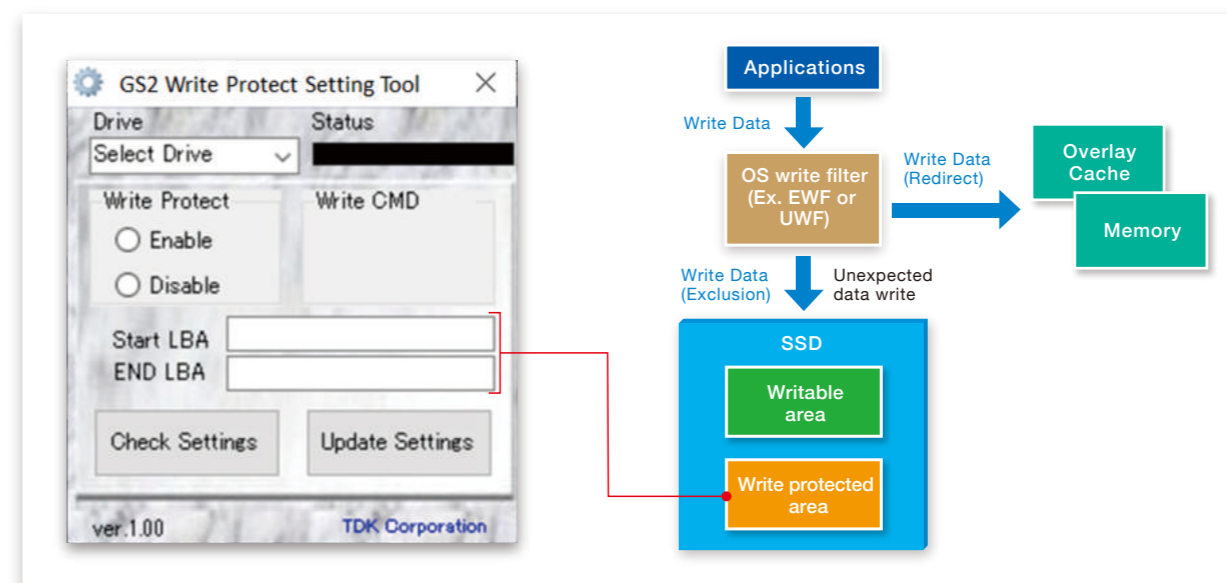 GS2 Write Protect Setting Tool
Drive
Status
Select Drive
Write Protect
Write CMD
Enable
Disable
Start LBA
END LBA
Check Settings
Update Settings
ver.1.00
TDK Corporation
Applications
Write Data
OS write filter
(Ex. EWF or
UWF)
Write Data
(Redirect)
Overlay
Cache
Memory
Write Data
(Exclusion)
Unexpected
data write
SSD
Writable
area
Write protected
area